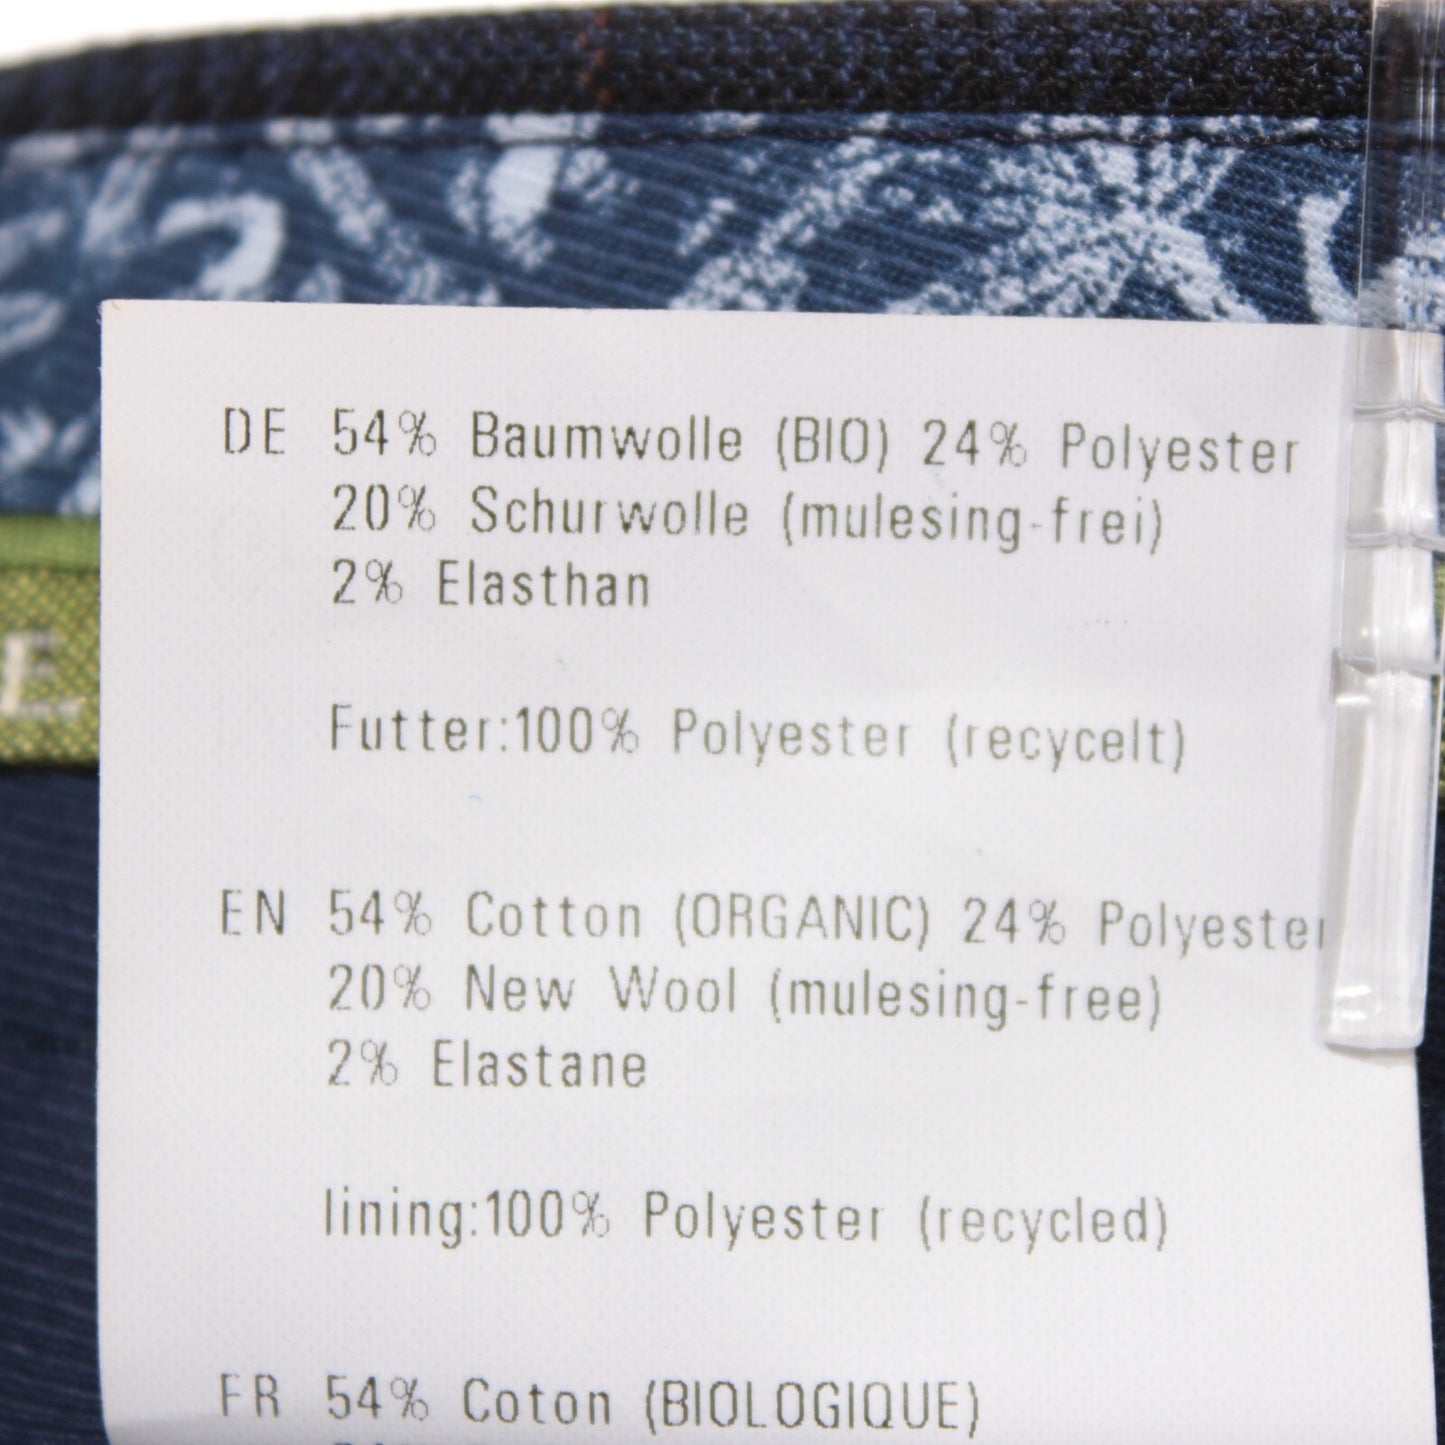 DE 54% Baumwolle (BIO) 24% Polyester
20% Schurwolle (mulesing-frei)
2% Elasthan
Futter:100% Polyester (recycelt)
E
EN 54% Cotton (ORGANIC) 24% Polyester
20% New Wool (mulesing-free)
2% Elastane
lining:100% Polyester (recycled)
FR 54% Coton (BIOLOGIQUE)